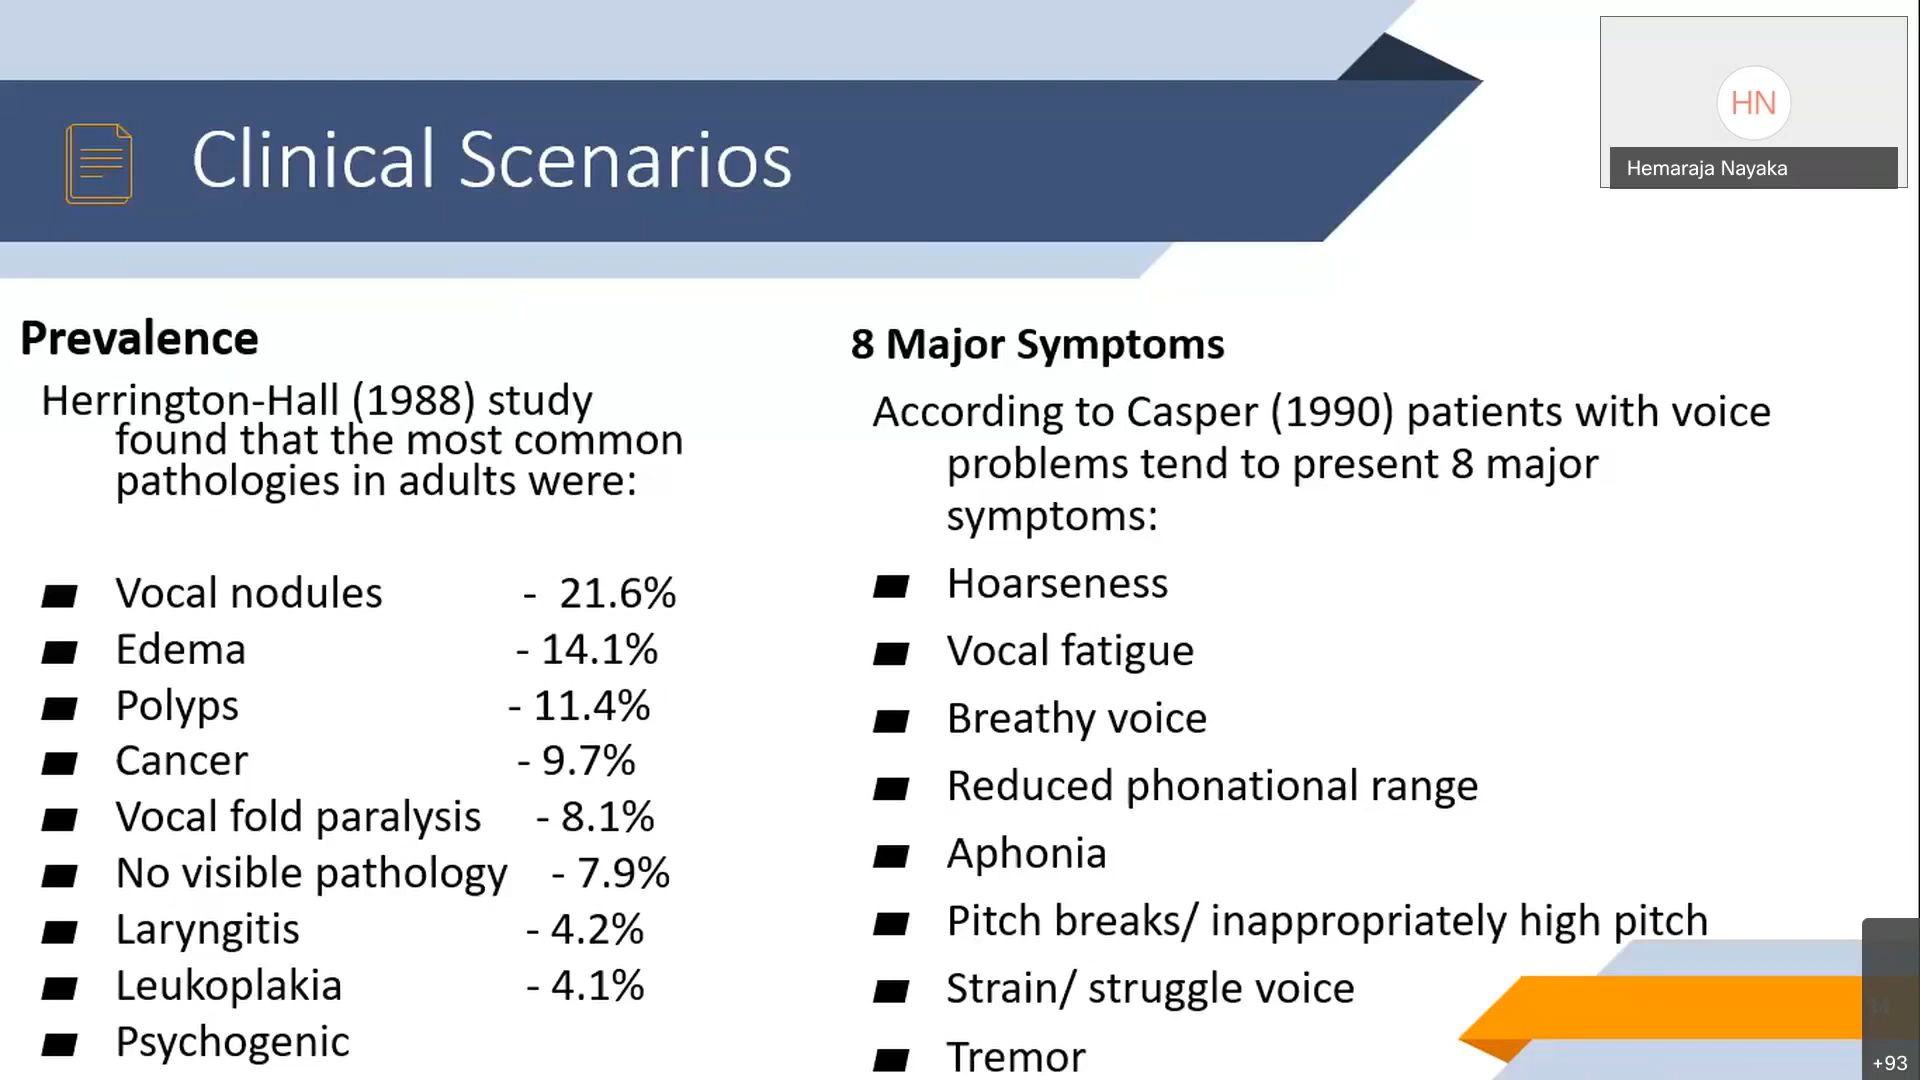 Clinical Scenarios
HN
Hemaraja Nayaka
Prevalence
Herrington-Hall (1988) study
found that the most common
pathologies in adults were:
Vocal nodules - 21.6%
Edema - 14.1%
Polyps - 11.4%
Cancer - 9.7%
Vocal fold paralysis - 8.1%
No visible pathology - 7.9%
Laryngitis - 4.2%
Leukoplakia - 4.1%
Psychogenic
8 Major Symptoms
According to Casper (1990) patients with voice
problems tend to present 8 major
symptoms:
Hoarseness
Vocal fatigue
Breathy voice
Reduced phonational range
Aphonia
Pitch breaks/ inappropriately high pitch
Strain/ struggle voice
Tremor
+93